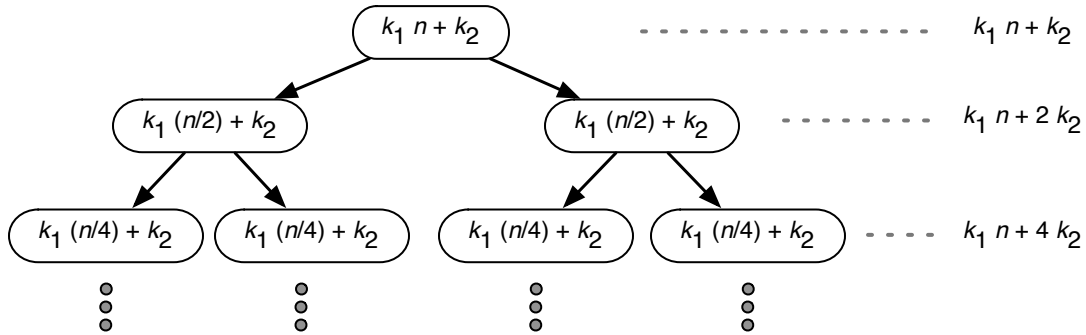 k₁ n + k₂ k₁ n + k₂
k₁ (n/2) + k₂ k₁ (n/2) + k₂ k₁ n + 2 k₂
k₁ (n/4) + k₂ k₁ (n/4) + k₂ k₁ (n/4) + k₂ k₁ (n/4) + k₂ k₁ n + 4 k₂